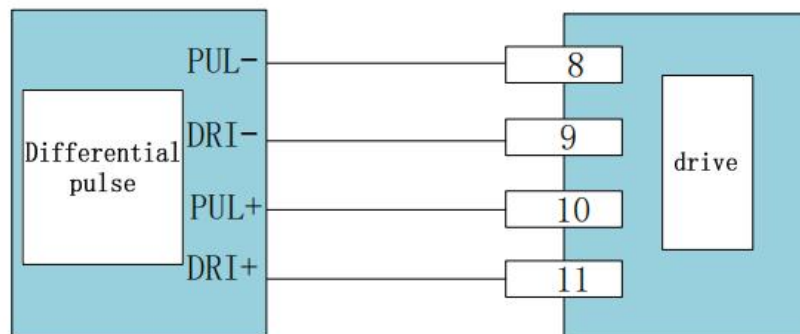 PUL- 8
DRI- 9
Differential
pulse
drive
PUL+ 10
DRI+ 11